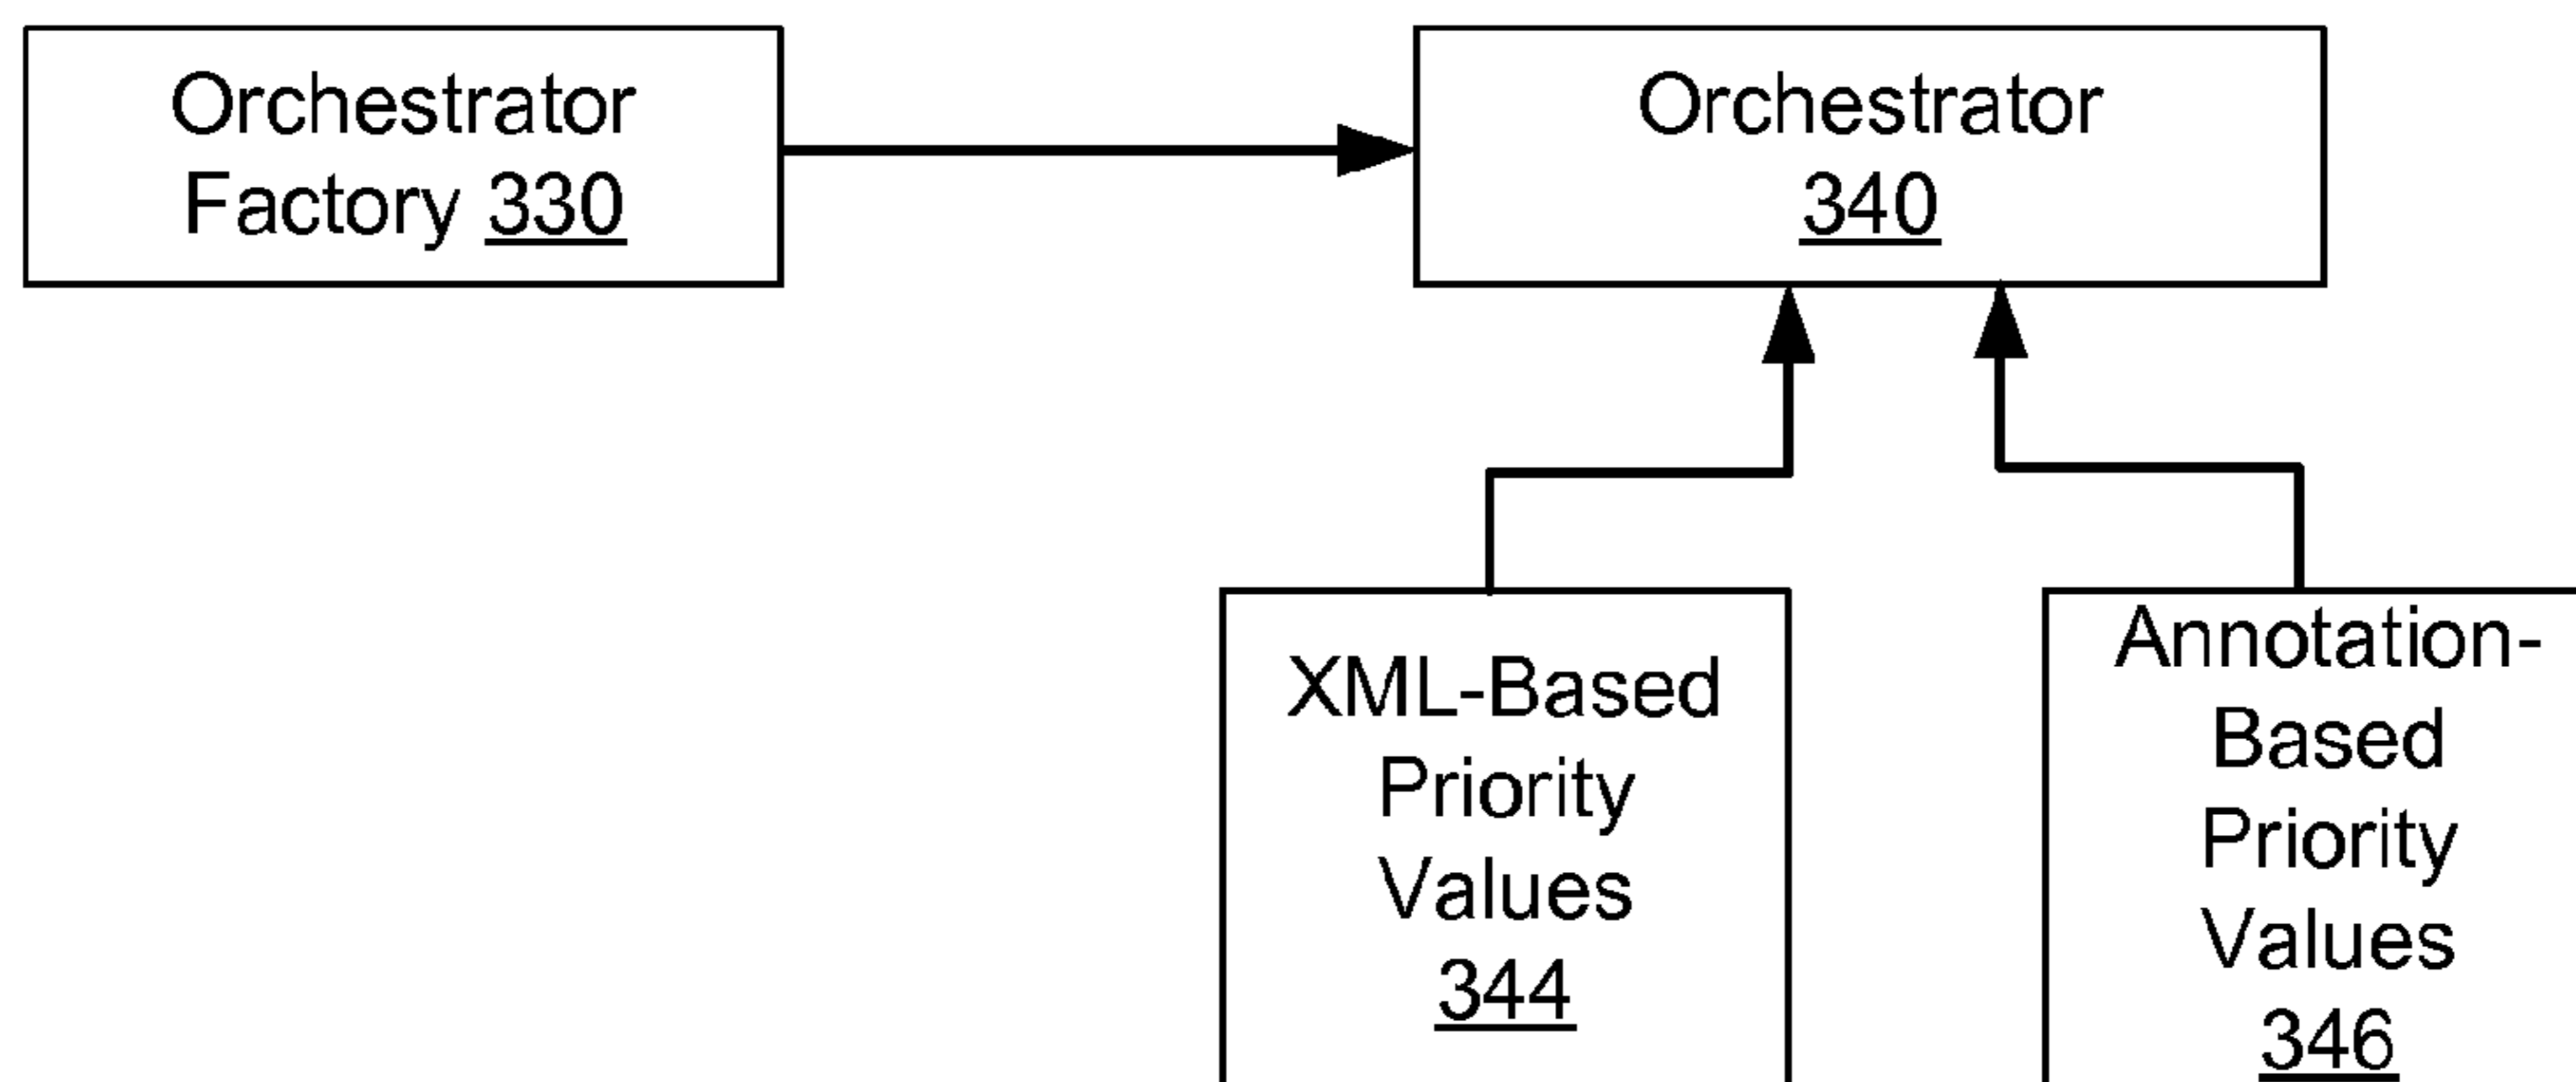 Orchestrator
Factory 330
Orchestrator
340
XML-Based
Priority
Values
344
Annotation-
Based
Priority
Values
346